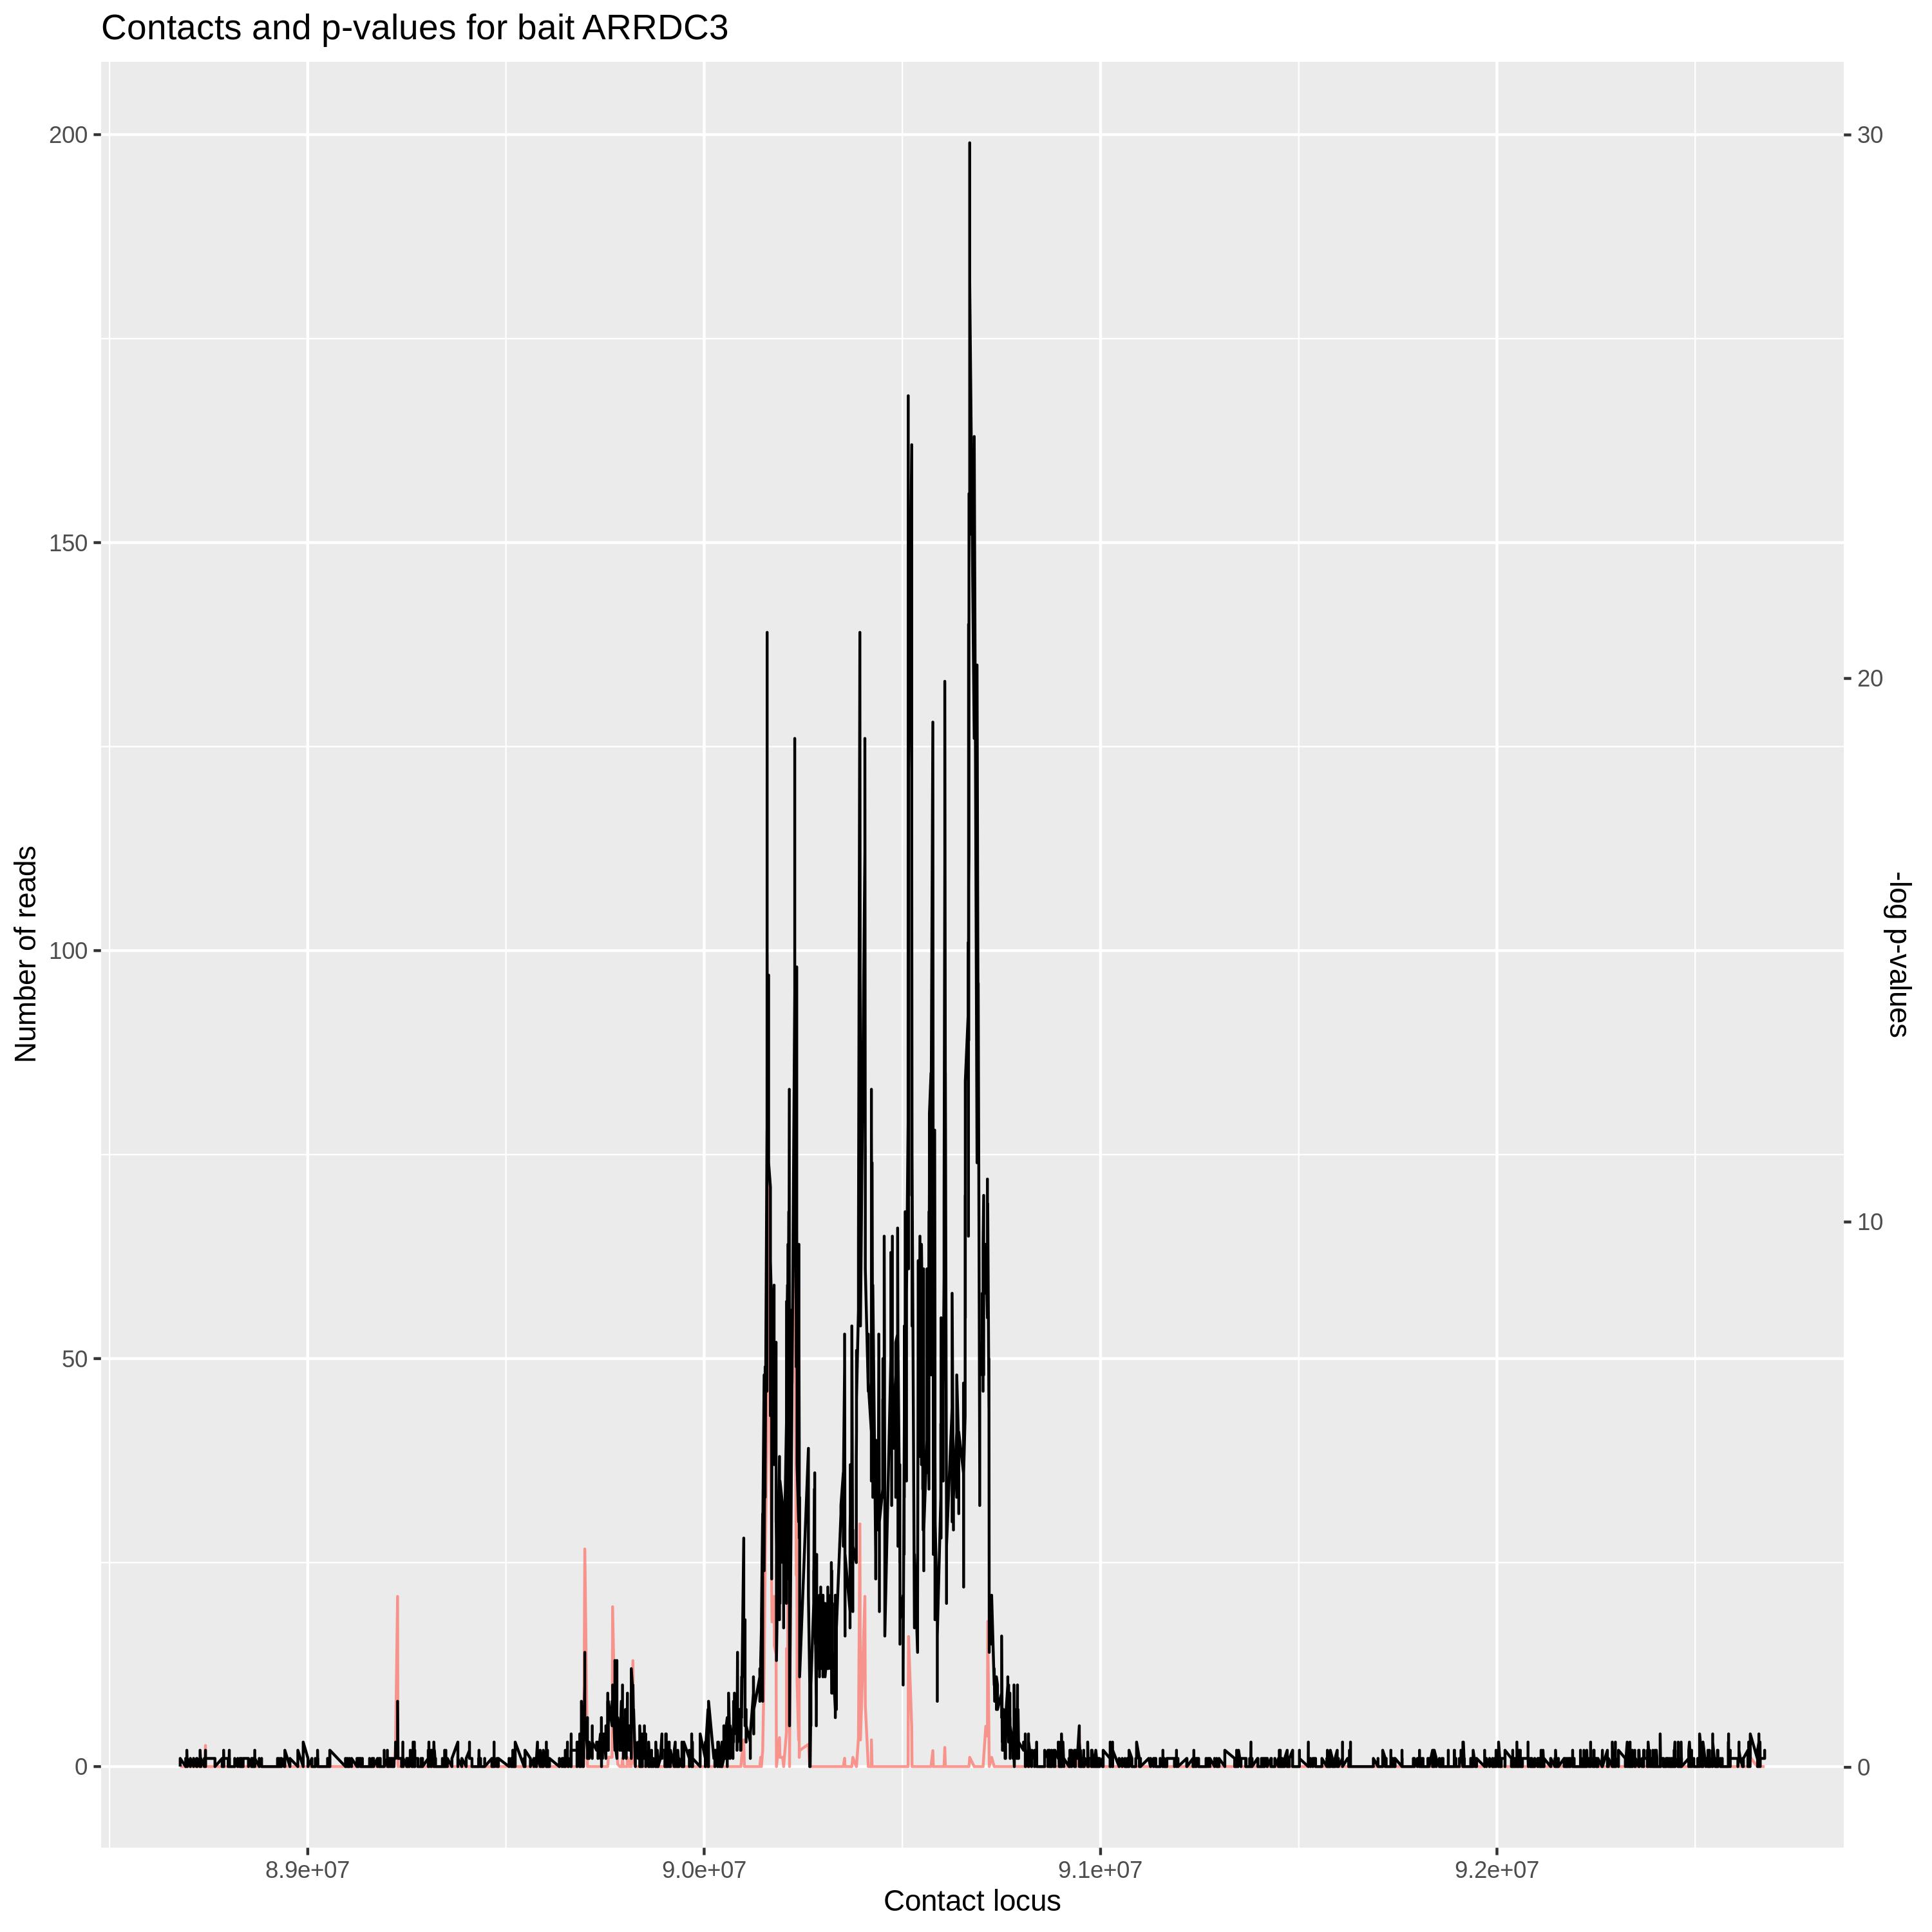 Contacts and p-values for bait ARRDC3
200
150
100
50
0
30
20
10
0
Number of reads
-log p-values
8.9e+07
9.0e+07
9.1e+07
9.2e+07
Contact locus